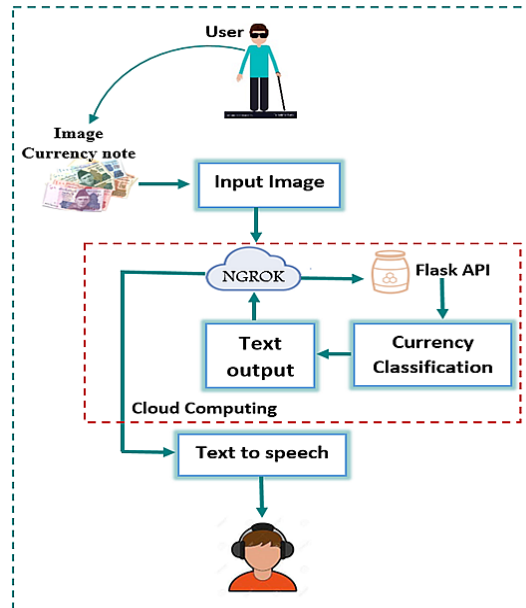 User
Image
Currency note
Input Image
NGROK
Flask API
Text
output
Currency
Classification
Cloud Computing
Text to speech